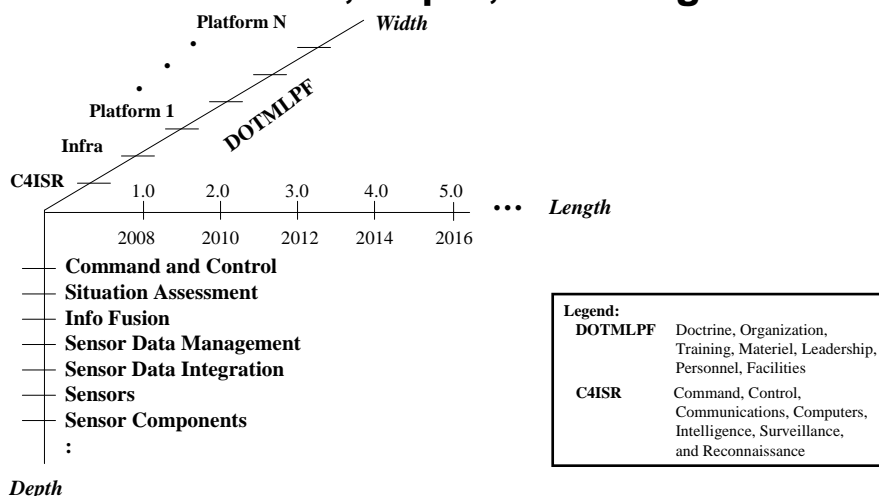 Platform N
Width
Platform 1
DOTMLPF
Infra
C4ISR
1.0 2.0 3.0 4.0 5.0
••• Length
2008 2010 2012 2014 2016
Command and Control
Situation Assessment
Info Fusion
Sensor Data Management
Sensor Data Integration
Sensors
Sensor Components
:
Depth
Legend:
DOTMLPF Doctrine, Organization,
Training, Materiel, Leadership,
Personnel, Facilities
C4ISR Command, Control,
Communications, Computers,
Intelligence, Surveillance,
and Reconnaissance